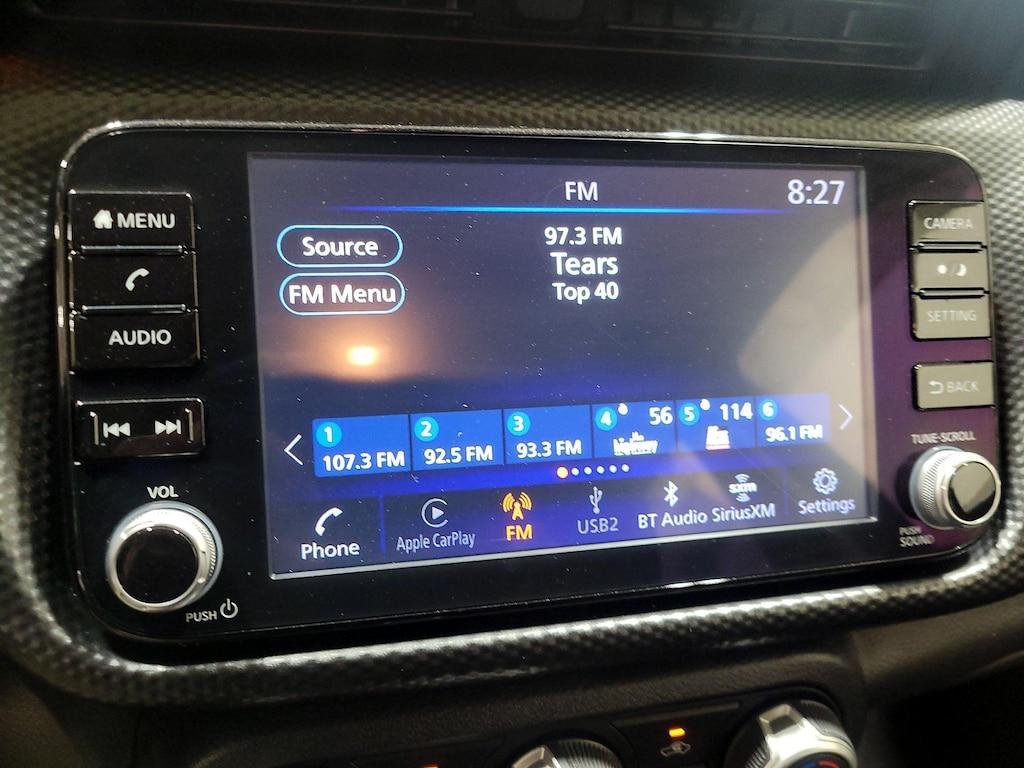 MENU
AUDIO
VOL
PUSH
FM
8:27
Source
FM Menu
97.3 FM
Tears
Top 40
1
107.3 FM
2
92.5 FM
3
93.3 FM
4
56
5
114
6
96.1 FM
Phone
Apple CarPlay
FM
USB2
BT Audio
sxm
SiriusXM
Settings
CAMERA
SETTING
BACK
TUNE-SCROLL
PUSH
SOUND